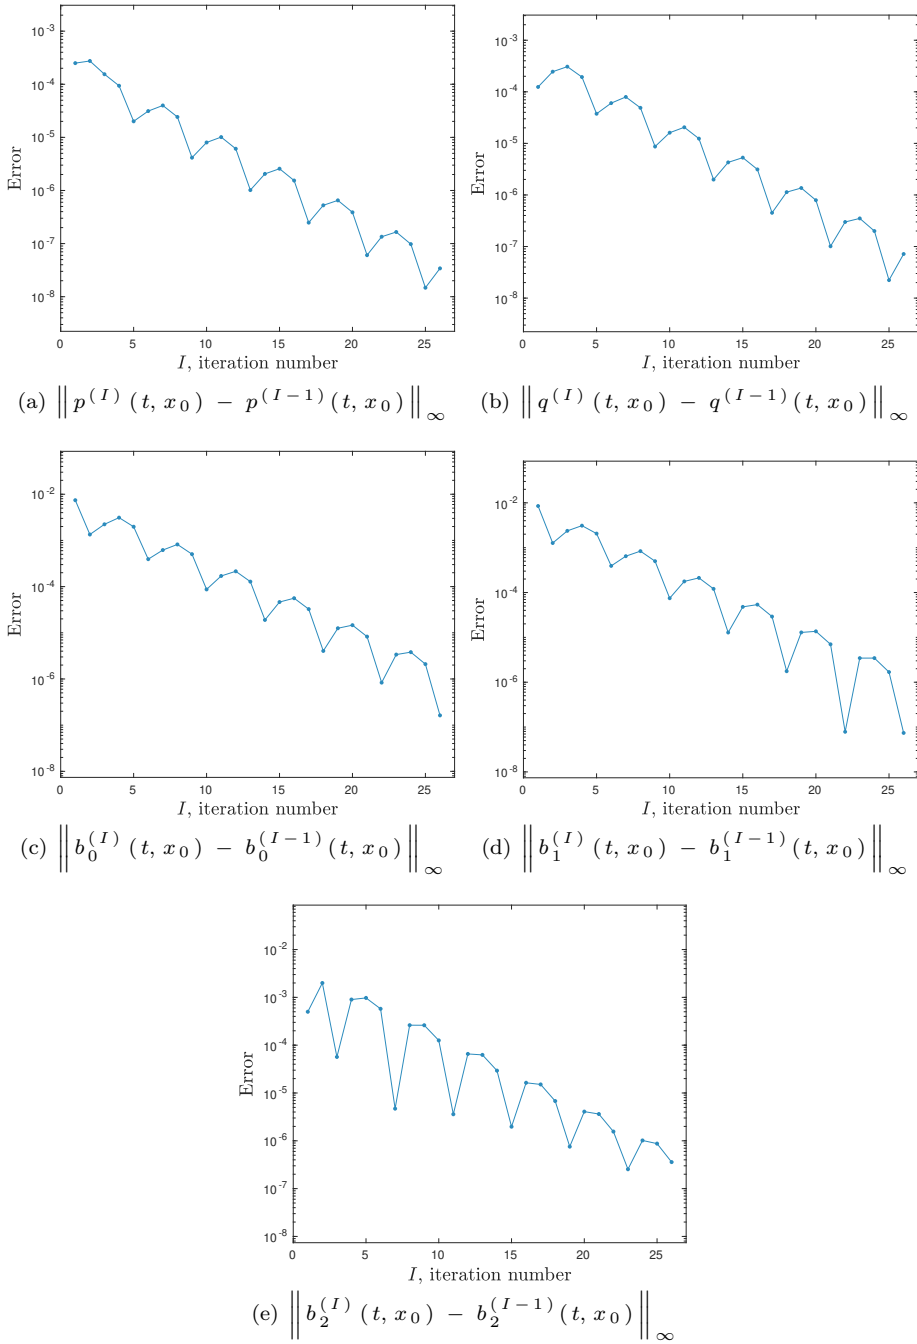 10^{-3}
10^{-4}
10^{-5}
10^{-6}
10^{-7}
10^{-8}
Error
0 5 10 15 20 25
I, iteration number
(a) ‖p^{(I)}(t, x_0) − p^{(I−1)}(t, x_0)‖_∞
10^{-3}
10^{-4}
10^{-5}
10^{-6}
10^{-7}
10^{-8}
Error
0 5 10 15 20 25
I, iteration number
(b) ‖q^{(I)}(t, x_0) − q^{(I−1)}(t, x_0)‖_∞
10^{-2}
10^{-4}
10^{-6}
10^{-8}
Error
0 5 10 15 20 25
I, iteration number
(c) ‖b_0^{(I)}(t, x_0) − b_0^{(I−1)}(t, x_0)‖_∞
10^{-2}
10^{-4}
10^{-6}
10^{-8}
Error
0 5 10 15 20 25
I, iteration number
(d) ‖b_1^{(I)}(t, x_0) − b_1^{(I−1)}(t, x_0)‖_∞
10^{-2}
10^{-3}
10^{-4}
10^{-5}
10^{-6}
10^{-7}
10^{-8}
Error
0 5 10 15 20 25
I, iteration number
(e) ‖b_2^{(I)}(t, x_0) − b_2^{(I−1)}(t, x_0)‖_∞